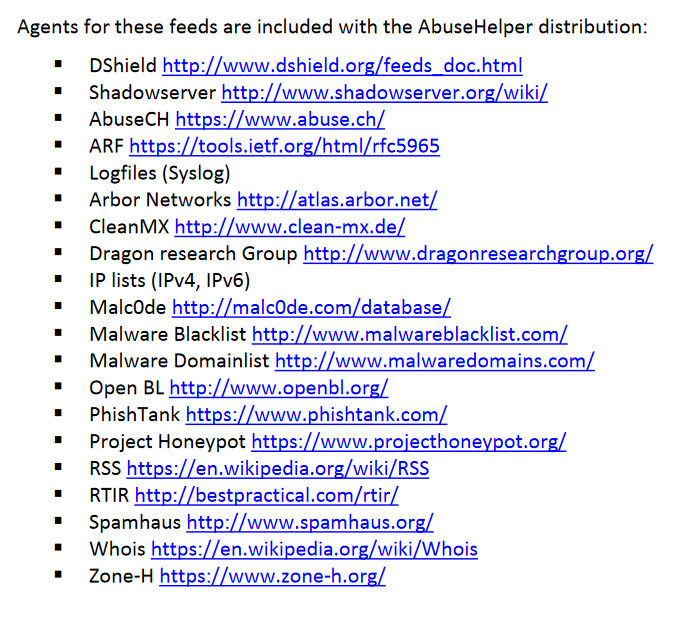 Agents for these feeds are included with the AbuseHelper distribution:
▪ DShield http://www.dshield.org/feeds_doc.html
▪ Shadowserver http://www.shadowserver.org/wiki/
▪ AbuseCH https://www.abuse.ch/
▪ ARF https://tools.ietf.org/html/rfc5965
▪ Logfiles (Syslog)
▪ Arbor Networks http://atlas.arbor.net/
▪ CleanMX http://www.clean-mx.de/
▪ Dragon research Group http://www.dragonresearchgroup.org/
▪ IP lists (IPv4, IPv6)
▪ Malc0de http://malc0de.com/database/
▪ Malware Blacklist http://www.malwareblacklist.com/
▪ Malware Domainlist http://www.malwaredomains.com/
▪ Open BL http://www.openbl.org/
▪ PhishTank https://www.phishtank.com/
▪ Project Honeypot https://www.projecthoneypot.org/
▪ RSS https://en.wikipedia.org/wiki/RSS
▪ RTIR http://bestpractical.com/rtir/
▪ Spamhaus http://www.spamhaus.org/
▪ Whois https://en.wikipedia.org/wiki/Whois
▪ Zone-H https://www.zone-h.org/